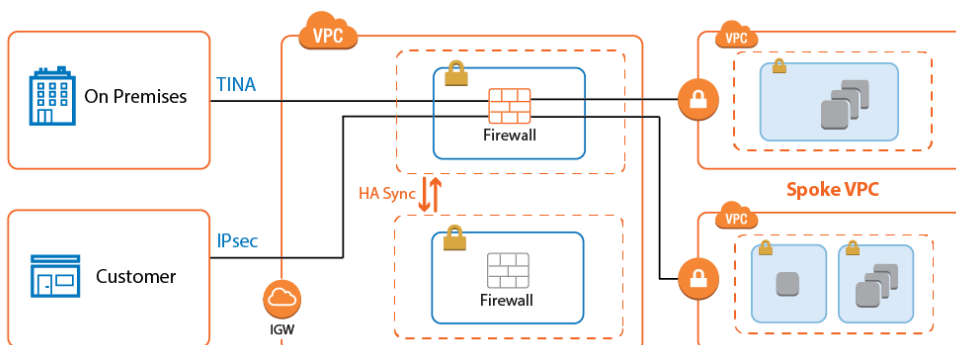 VPC
On Premises
TINA
Firewall
HA Sync
Customer
IPsec
IGW
Firewall
VPC
Spoke VPC
VPC